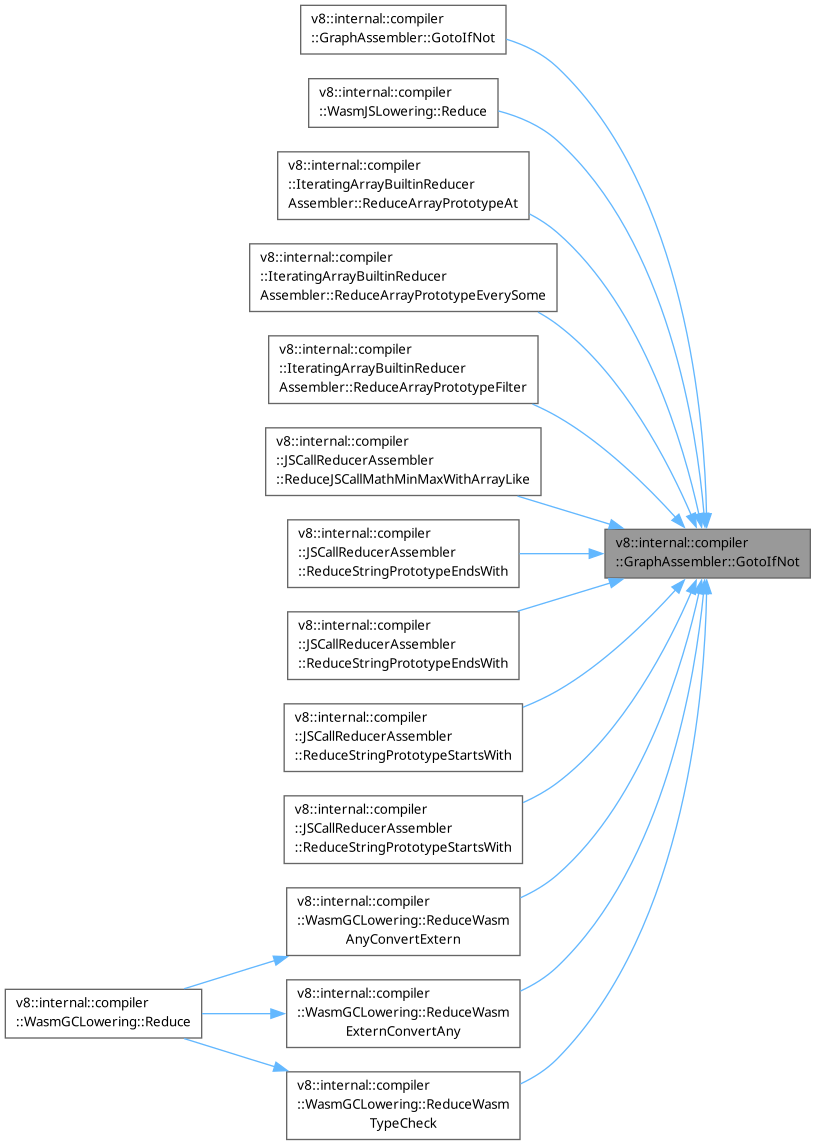 v8::internal::compiler
::GraphAssembler::GotoIfNot
v8::internal::compiler
::WasmJSLowering::Reduce
v8::internal::compiler
::IteratingArrayBuiltinReducer
Assembler::ReduceArrayPrototypeAt
v8::internal::compiler
::IteratingArrayBuiltinReducer
Assembler::ReduceArrayPrototypeEverySome
v8::internal::compiler
::IteratingArrayBuiltinReducer
Assembler::ReduceArrayPrototypeFilter
v8::internal::compiler
::JSCallReducerAssembler
::ReduceJSCallMathMinMaxWithArrayLike
v8::internal::compiler
::JSCallReducerAssembler
::ReduceStringPrototypeEndsWith
v8::internal::compiler
::GraphAssembler::GotoIfNot
v8::internal::compiler
::JSCallReducerAssembler
::ReduceStringPrototypeEndsWith
v8::internal::compiler
::JSCallReducerAssembler
::ReduceStringPrototypeStartsWith
v8::internal::compiler
::JSCallReducerAssembler
::ReduceStringPrototypeStartsWith
v8::internal::compiler
::WasmGCLowering::ReduceWasm
AnyConvertExtern
v8::internal::compiler
::WasmGCLowering::Reduce
v8::internal::compiler
::WasmGCLowering::ReduceWasm
ExternConvertAny
v8::internal::compiler
::WasmGCLowering::ReduceWasm
TypeCheck